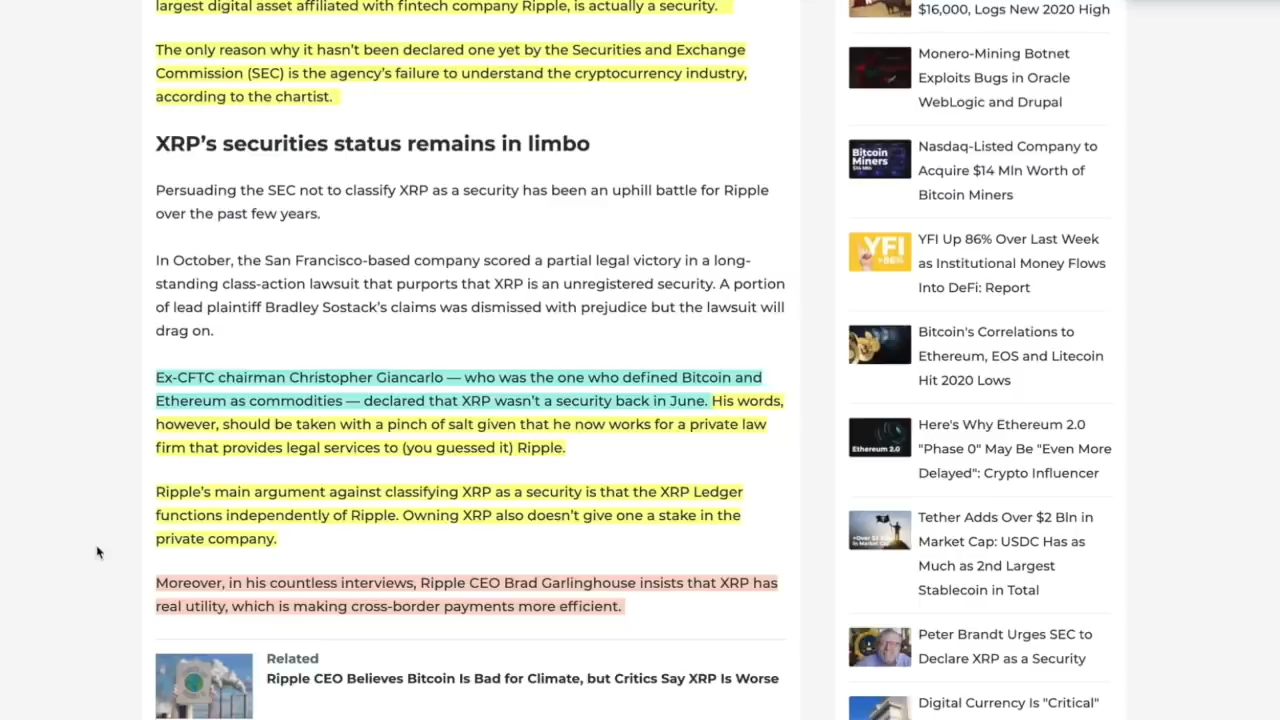 largest digital asset affiliated with fintech company Ripple, is actually a security.
The only reason why it hasn't been declared one yet by the Securities and Exchange
Commission (SEC) is the agency's failure to understand the cryptocurrency industry,
according to the chartist.
XRP's securities status remains in limbo
Persuading the SEC not to classify XRP as a security has been an uphill battle for Ripple
over the past few years.
In October, the San Francisco-based company scored a partial legal victory in a long-
standing class-action lawsuit that purports that XRP is an unregistered security. A portion
of lead plaintiff Bradley Sostack's claims was dismissed with prejudice but the lawsuit will
drag on.
Ex-CFTC chairman Christopher Giancarlo — who was the one who defined Bitcoin and
Ethereum as commodities — declared that XRP wasn't a security back in June. His words,
however, should be taken with a pinch of salt given that he now works for a private law
firm that provides legal services to (you guessed it) Ripple.
Ripple's main argument against classifying XRP as a security is that the XRP Ledger
functions independently of Ripple. Owning XRP also doesn't give one a stake in the
private company.
Moreover, in his countless interviews, Ripple CEO Brad Garlinghouse insists that XRP has
real utility, which is making cross-border payments more efficient.
Related
Ripple CEO Believes Bitcoin Is Bad for Climate, but Critics Say XRP Is Worse
$16,000, Logs New 2020 High
Monero-Mining Botnet
Exploits Bugs in Oracle
WebLogic and Drupal
Bitcoin
Miners
Nasdaq-Listed Company to
Acquire $14 Mln Worth of
Bitcoin Miners
YFI
+86%
YFI Up 86% Over Last Week
as Institutional Money Flows
Into DeFi: Report
Bitcoin's Correlations to
Ethereum, EOS and Litecoin
Hit 2020 Lows
Ethereum 2.0
Here's Why Ethereum 2.0
"Phase 0" May Be "Even More
Delayed": Crypto Influencer
Tether Adds Over $2 Bln in
Market Cap: USDC Has as
Much as 2nd Largest
Stablecoin in Total
Peter Brandt Urges SEC to
Declare XRP as a Security
Digital Currency Is "Critical"